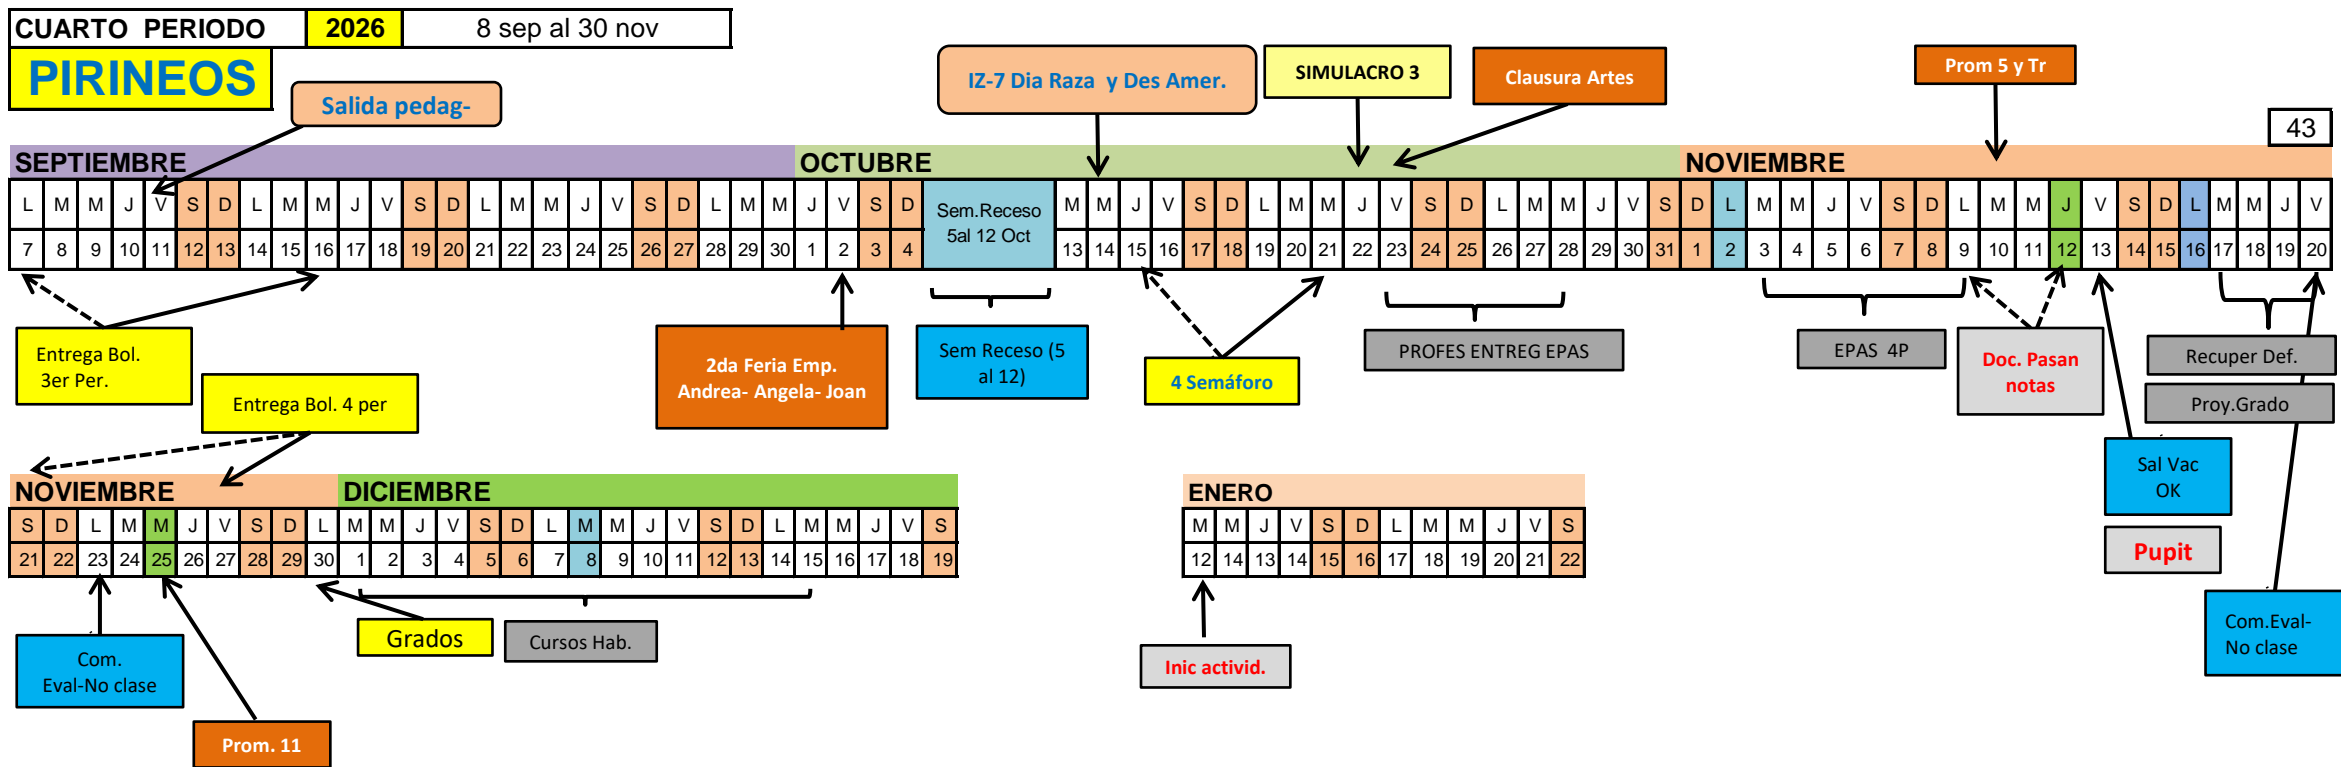 CUARTO PERIODO 2026 8 sep al 30 nov
PIRINEOS
Salida pedag-
IZ-7 Dia Raza y Des Amer.
SIMULACRO 3
Clausura Artes
Prom 5 y Tr
43
SEPTIEMBRE OCTUBRE NOVIEMBRE
L M M J V S D L M M J V S D L M M J V S D L M M J V S D Sem.Receso M M J V S D L M M J V S D L M M J V S D L M M J V S D L M M J V S D L M M J V
7 8 9 10 11 12 13 14 15 16 17 18 19 20 21 22 23 24 25 26 27 28 29 30 1 2 3 4 5al 12 Oct 13 14 15 16 17 18 19 20 21 22 23 24 25 26 27 28 29 30 31 1 2 3 4 5 6 7 8 9 10 11 12 13 14 15 16 17 18 19 20
Entrega Bol.
3er Per.
Entrega Bol. 4 per
2da Feria Emp.
Andrea- Angela- Joan
Sem Receso (5
al 12)
4 Semáforo
PROFES ENTREG EPAS
EPAS 4P
Doc. Pasan
notas
Recuper Def.
Proy.Grado
Sal Vac
OK
Pupit
Com.Eval-
No clase
NOVIEMBRE DICIEMBRE
S D L M M J V S D L M M J V S D L M M J V S D L M M J V S
21 22 23 24 25 26 27 28 29 30 1 2 3 4 5 6 7 8 9 10 11 12 13 14 15 16 17 18 19
ENERO
M M J V S D L M M J V S
12 14 13 14 15 16 17 18 19 20 21 22
Com.
Eval-No clase
Prom. 11
Grados
Cursos Hab.
Inic activid.